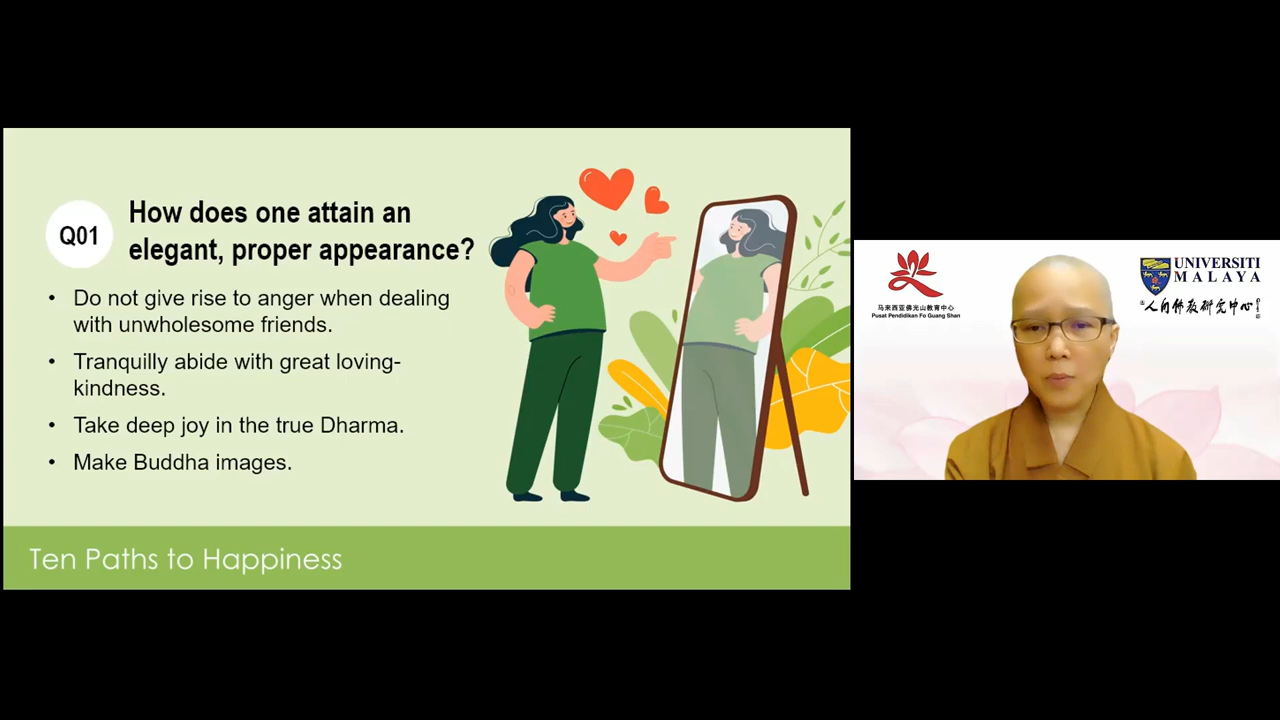 Q01
How does one attain an
elegant, proper appearance?
• Do not give rise to anger when dealing
with unwholesome friends.
• Tranquilly abide with great loving-
kindness.
• Take deep joy in the true Dharma.
• Make Buddha images.
Ten Paths to Happiness
马来西亚佛光山教育中心
Pusat Pendidikan Fo Guang Shan
UNIVERSITI
MALAYA
人间佛教研究中心